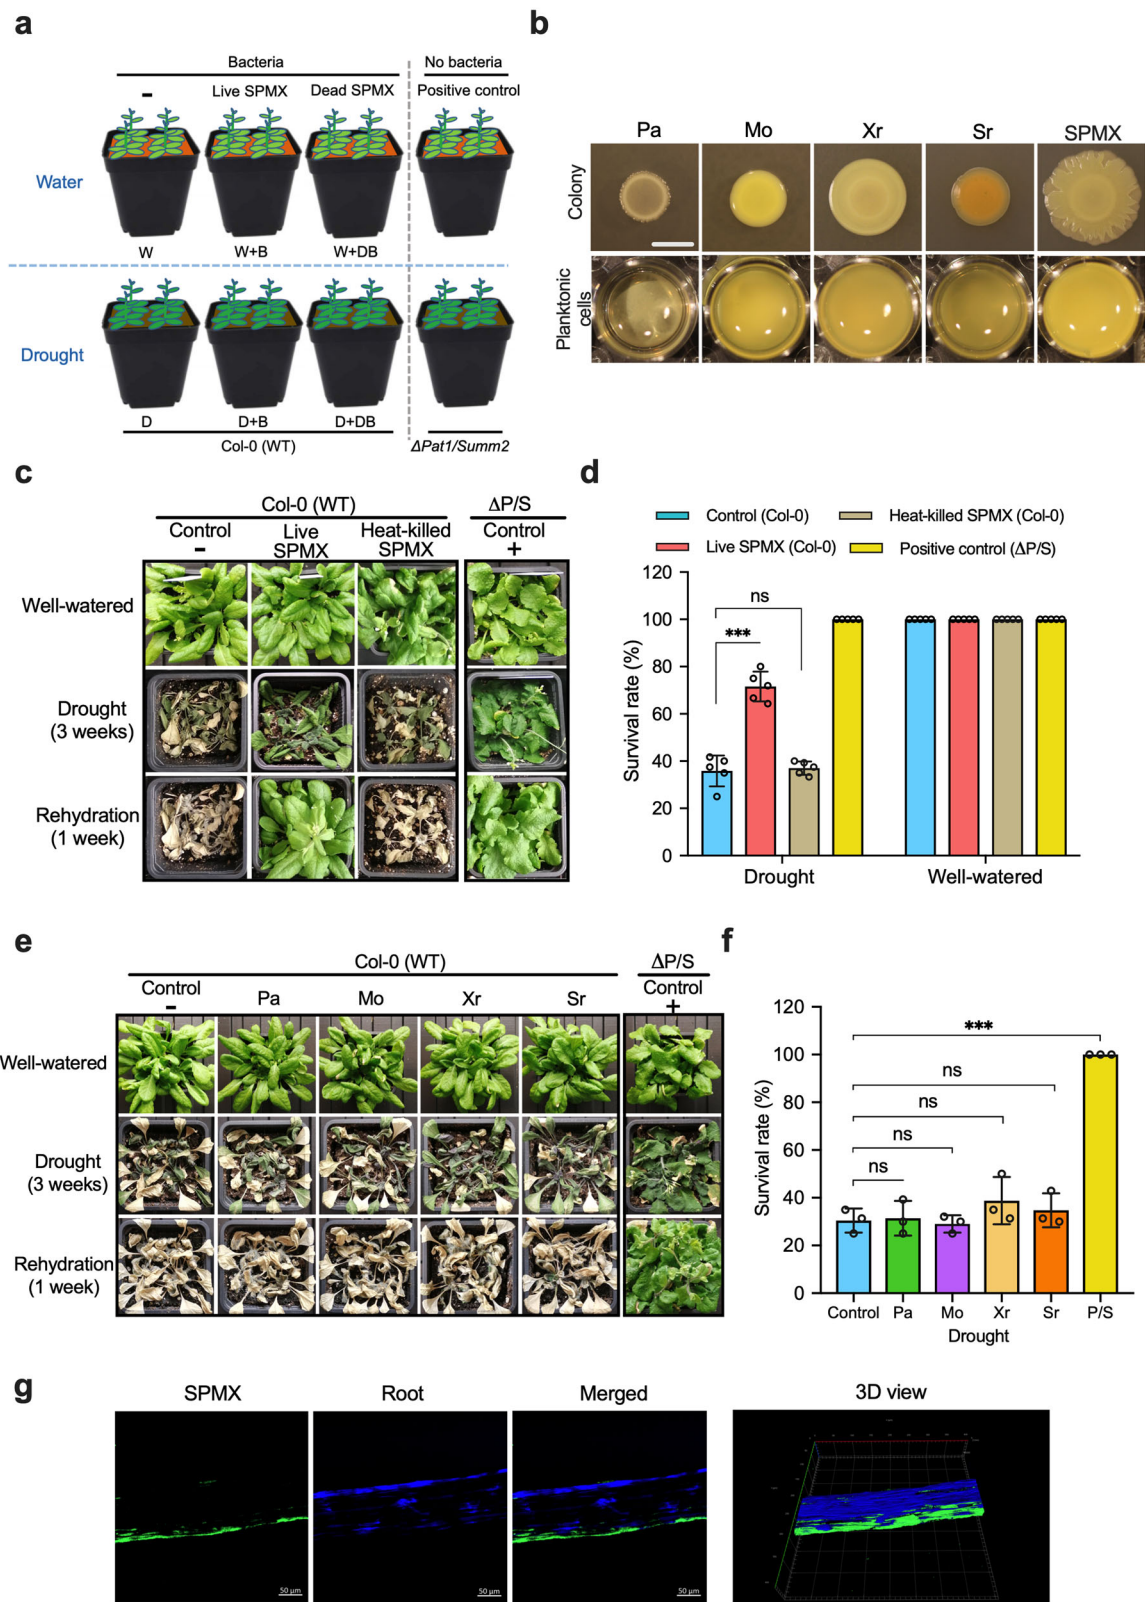 a
Bacteria
No bacteria
–
Live SPMX
Dead SPMX
Positive control
Water
W
W+B
W+DB
Drought
D
D+B
D+DB
Col-0 (WT)
ΔPat1/Summ2
b
Pa
Mo
Xr
Sr
SPMX
Colony
Planktonic
cells
c
Col-0 (WT)
ΔP/S
Control
–
Live
SPMX
Heat-killed
SPMX
Control
+
Well-watered
Drought
(3 weeks)
Rehydration
(1 week)
d
Control (Col-0)
Heat-killed SPMX (Col-0)
Live SPMX (Col-0)
Positive control (ΔP/S)
Survival rate (%)
120
100
80
60
40
20
0
***
ns
Drought
Well-watered
e
Col-0 (WT)
ΔP/S
Control
–
Pa
Mo
Xr
Sr
Control
+
Well-watered
Drought
(3 weeks)
Rehydration
(1 week)
f
Survival rate (%)
120
100
80
60
40
20
0
***
ns
ns
ns
ns
Control
Pa
Mo
Xr
Sr
P/S
Drought
g
SPMX
Root
Merged
3D view
50 µm
50 µm
50 µm